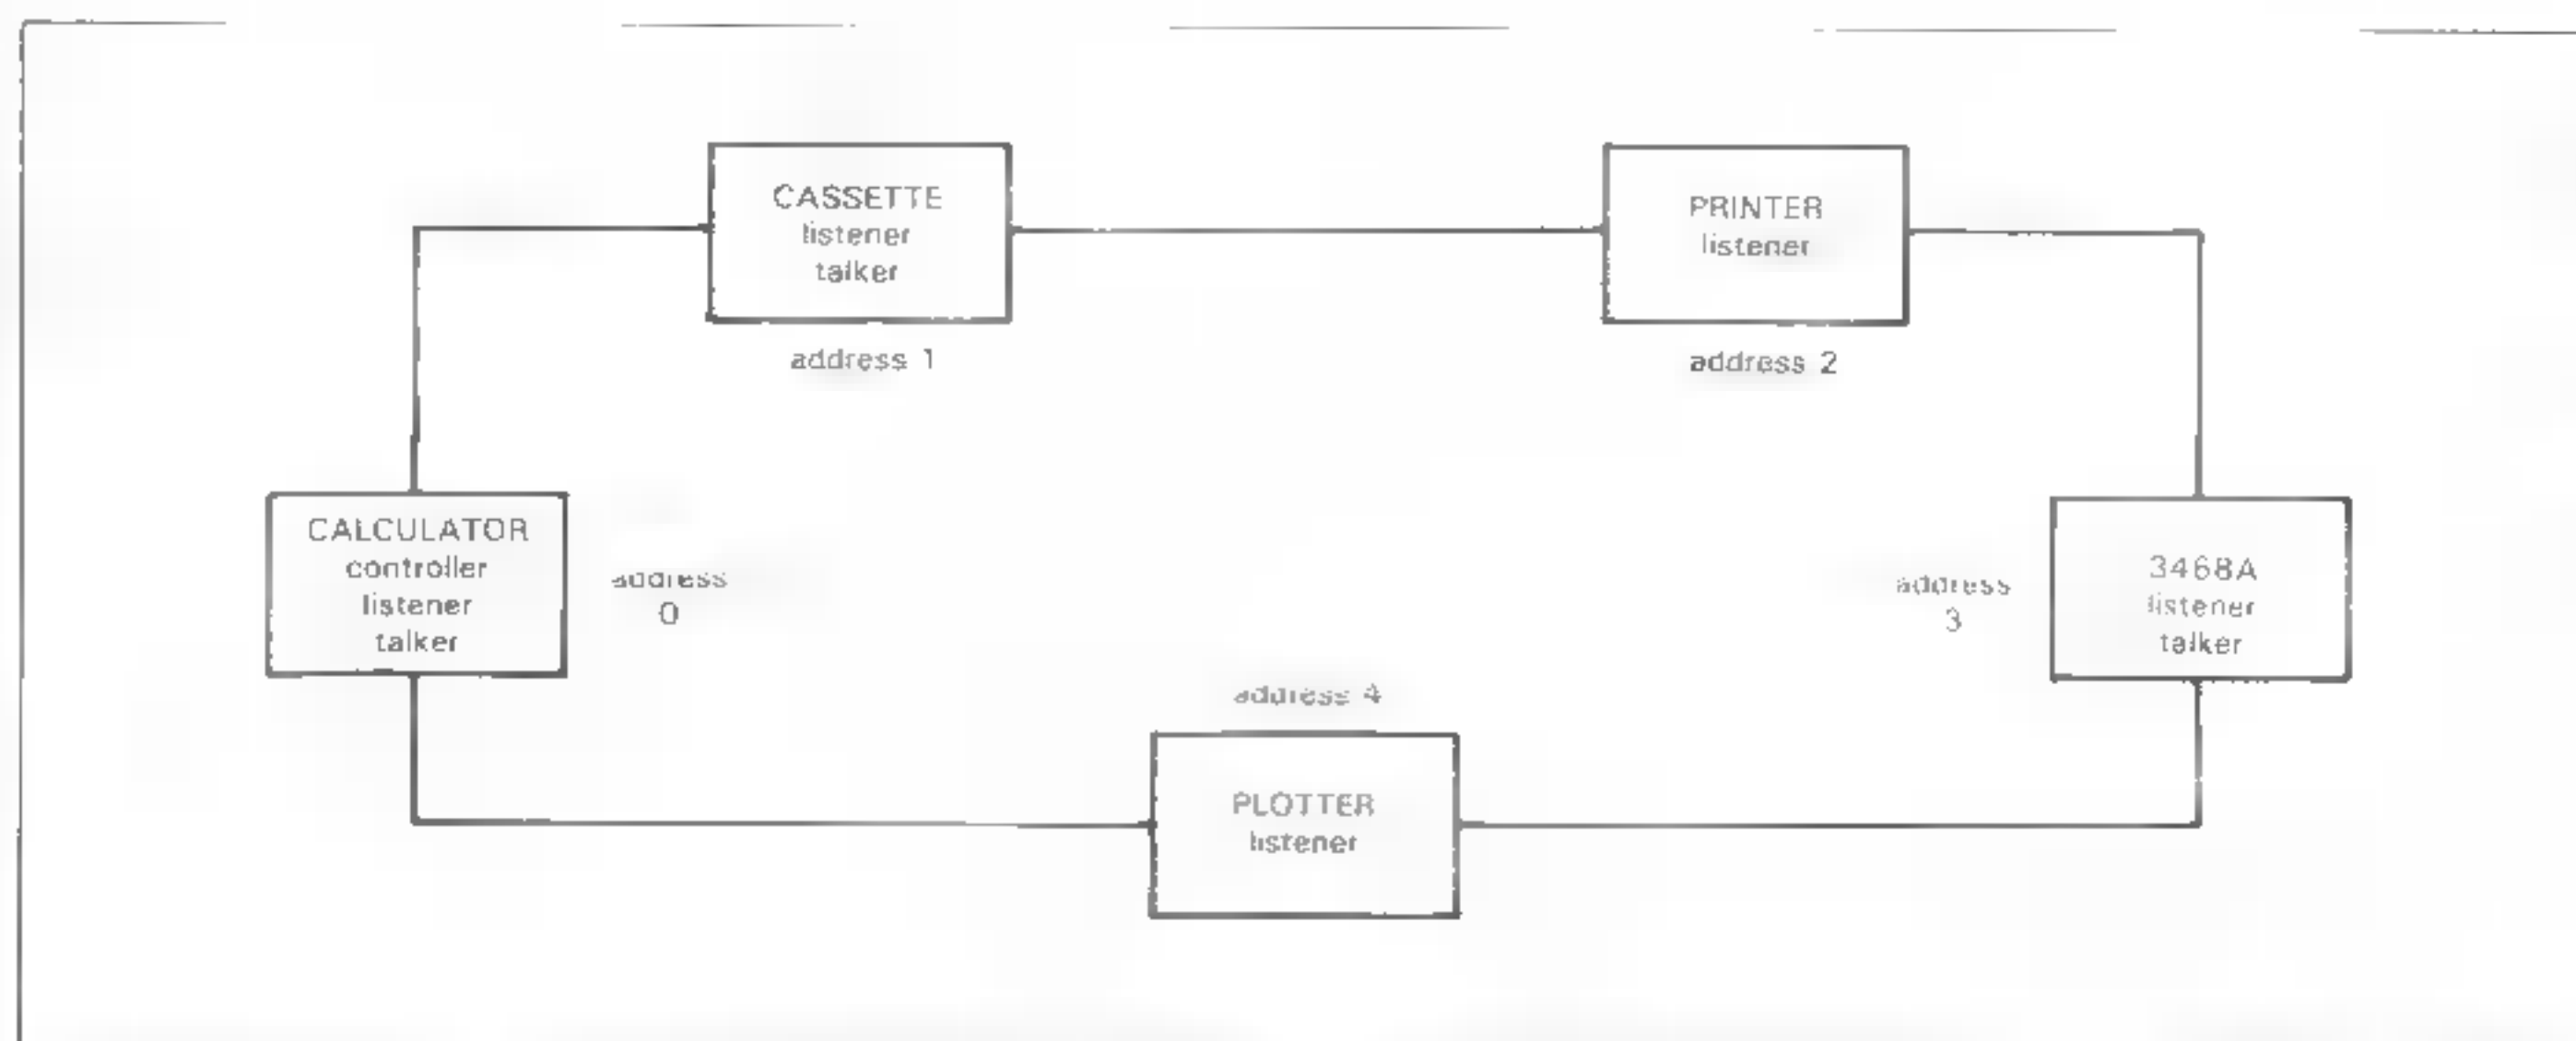 CASSETTE
listener
talker
address 1
PRINTER
listener
address 2
CALCULATOR
controller
listener
talker
address
0
address
3
3468A
listener
talker
address 4
PLOTTER
listener